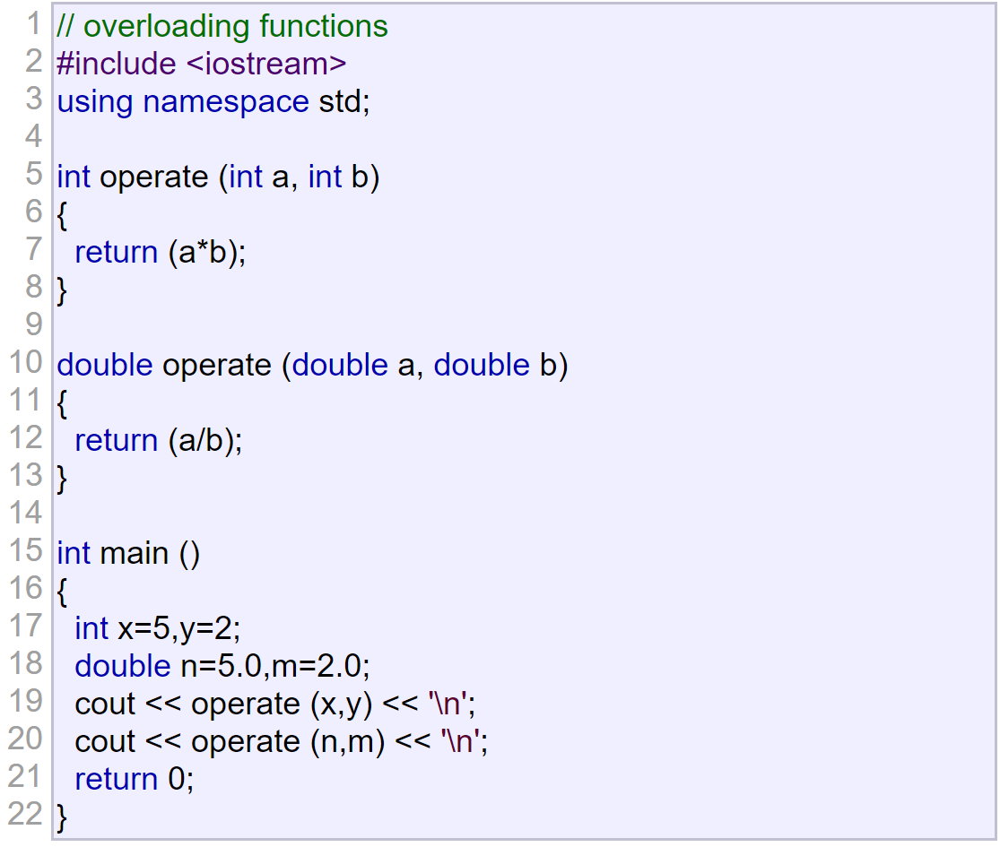 1 // overloading functions
2 #include <iostream>
3 using namespace std;
4
5 int operate (int a, int b)
6 {
7   return (a*b);
8 }
9
10 double operate (double a, double b)
11 {
12   return (a/b);
13 }
14
15 int main ()
16 {
17   int x=5,y=2;
18   double n=5.0,m=2.0;
19   cout << operate (x,y) << '\n';
20   cout << operate (n,m) << '\n';
21   return 0;
22 }